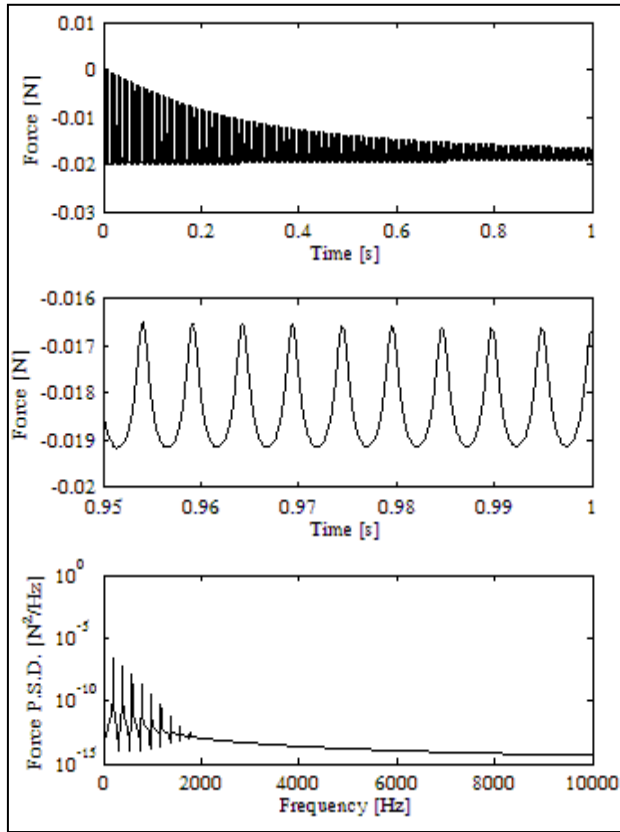 0.01
0
-0.01
-0.02
-0.03
Force [N]
0 0.2 0.4 0.6 0.8 1
Time [s]
-0.016
-0.017
-0.018
-0.019
-0.02
Force [N]
0.95 0.96 0.97 0.98 0.99 1
Time [s]
10^0
10^-5
10^-10
10^-15
Force P.S.D. [N^2/Hz]
0 2000 4000 6000 8000 10000
Frequency [Hz]